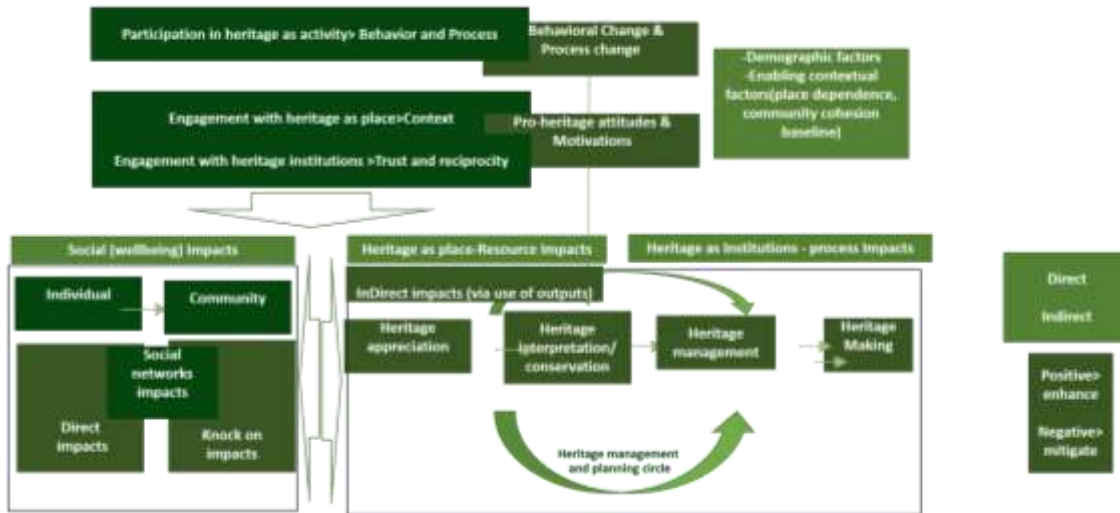 Participation in heritage as activity> Behavior and Process
Behavioral Change &
Process change
-Demographic factors
-Enabling contextual
factors(place dependence,
community cohesion
baseline)
Engagement with heritage as place>Context
Engagement with heritage institutions >Trust and reciprocity
Pro-heritage attitudes &
Motivations
Social (wellbeing) Impacts
Heritage as place-Resource impacts
Heritage as Institutions - process impacts
Individual
Community
Social
networks
impacts
Direct
impacts
Knock on
impacts
InDirect impacts (via use of outputs)
Heritage
appreciation
Heritage
interpretation/
conservation
Heritage
management
Heritage
Making
Heritage management
and planning circle
Direct
Indirect
Positive>
enhance
Negative>
mitigate